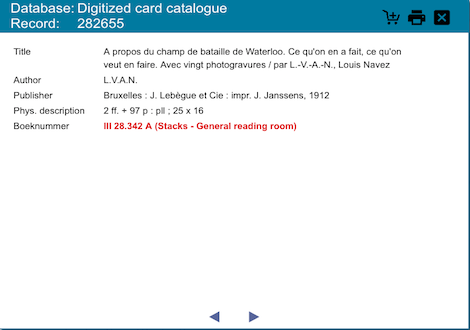 Database: Digitized card catalogue
Record: 282655
Title A propos du champ de bataille de Waterloo. Ce qu'on en a fait, ce qu'on
veut en faire. Avec vingt photogravures / par L.-V.-A.-N., Louis Navez
Author L.V.A.N.
Publisher Bruxelles : J. Lebègue et Cie : impr. J. Janssens, 1912
Phys. description 2 ff. + 97 p : pll ; 25 x 16
Boeknummer III 28.342 A (Stacks - General reading room)